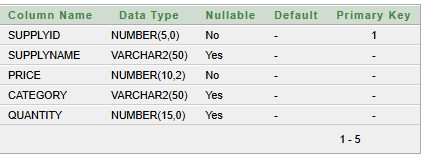 Column Name Data Type Nullable Default Primary Key
SUPPLYID NUMBER(5,0) No - 1
SUPPLYNAME VARCHAR2(50) Yes - -
PRICE NUMBER(10,2) No - -
CATEGORY VARCHAR2(50) Yes - -
QUANTITY NUMBER(15,0) Yes - -
1 - 5